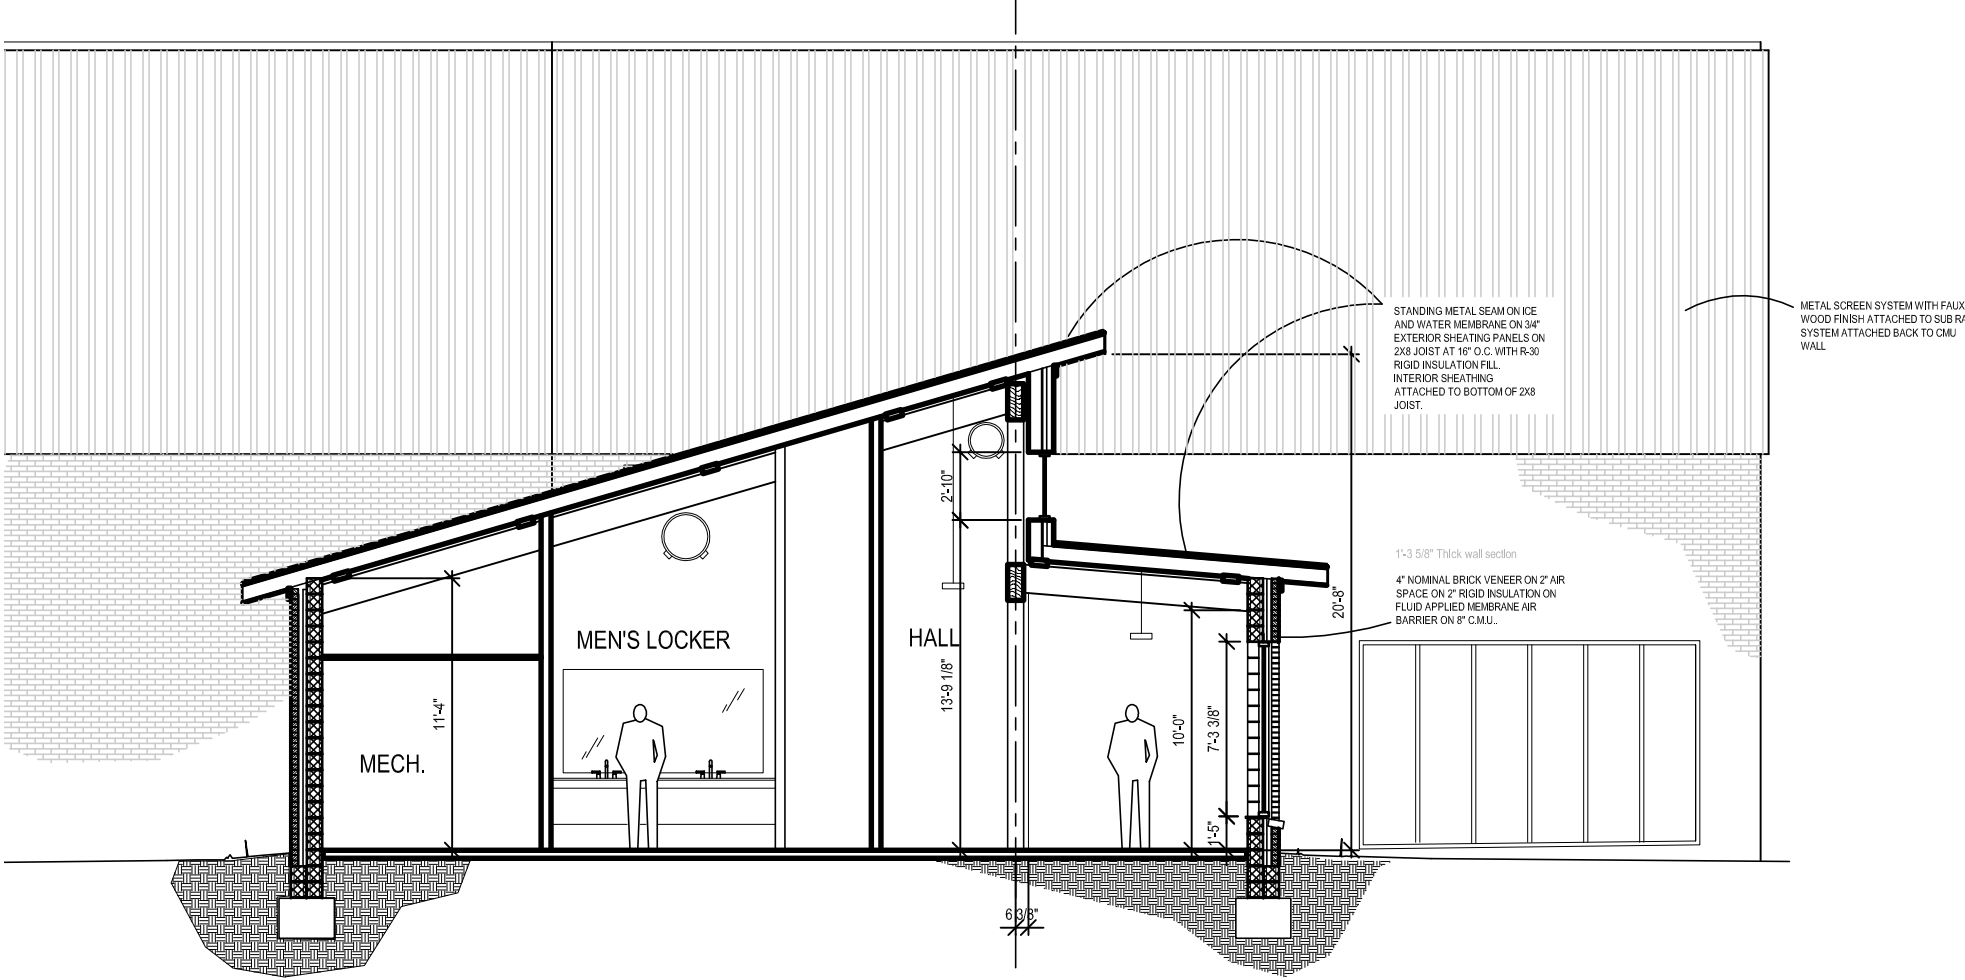 STANDING METAL SEAM ON ICE
AND WATER MEMBRANE ON 3/4"
EXTERIOR SHEATING PANELS ON
2X8 JOIST AT 16" O.C. WITH R-30
RIGID INSULATION FILL.
INTERIOR SHEATHING
ATTACHED TO BOTTOM OF 2X8
JOIST.
METAL SCREEN SYSTEM WITH FAUX
WOOD FINISH ATTACHED TO SUB RA
SYSTEM ATTACHED BACK TO CMU
WALL
2'-10"
1'-3 5/8" Thick wall section
4" NOMINAL BRICK VENEER ON 2" AIR
SPACE ON 2" RIGID INSULATION ON
FLUID APPLIED MEMBRANE AIR
BARRIER ON 8" C.M.U..
20'-8"
MEN'S LOCKER
HALL
13'-9 1/8"
11'-4"
10'-0"
7'-3 3/8"
MECH.
1'-5"
6 3/8"